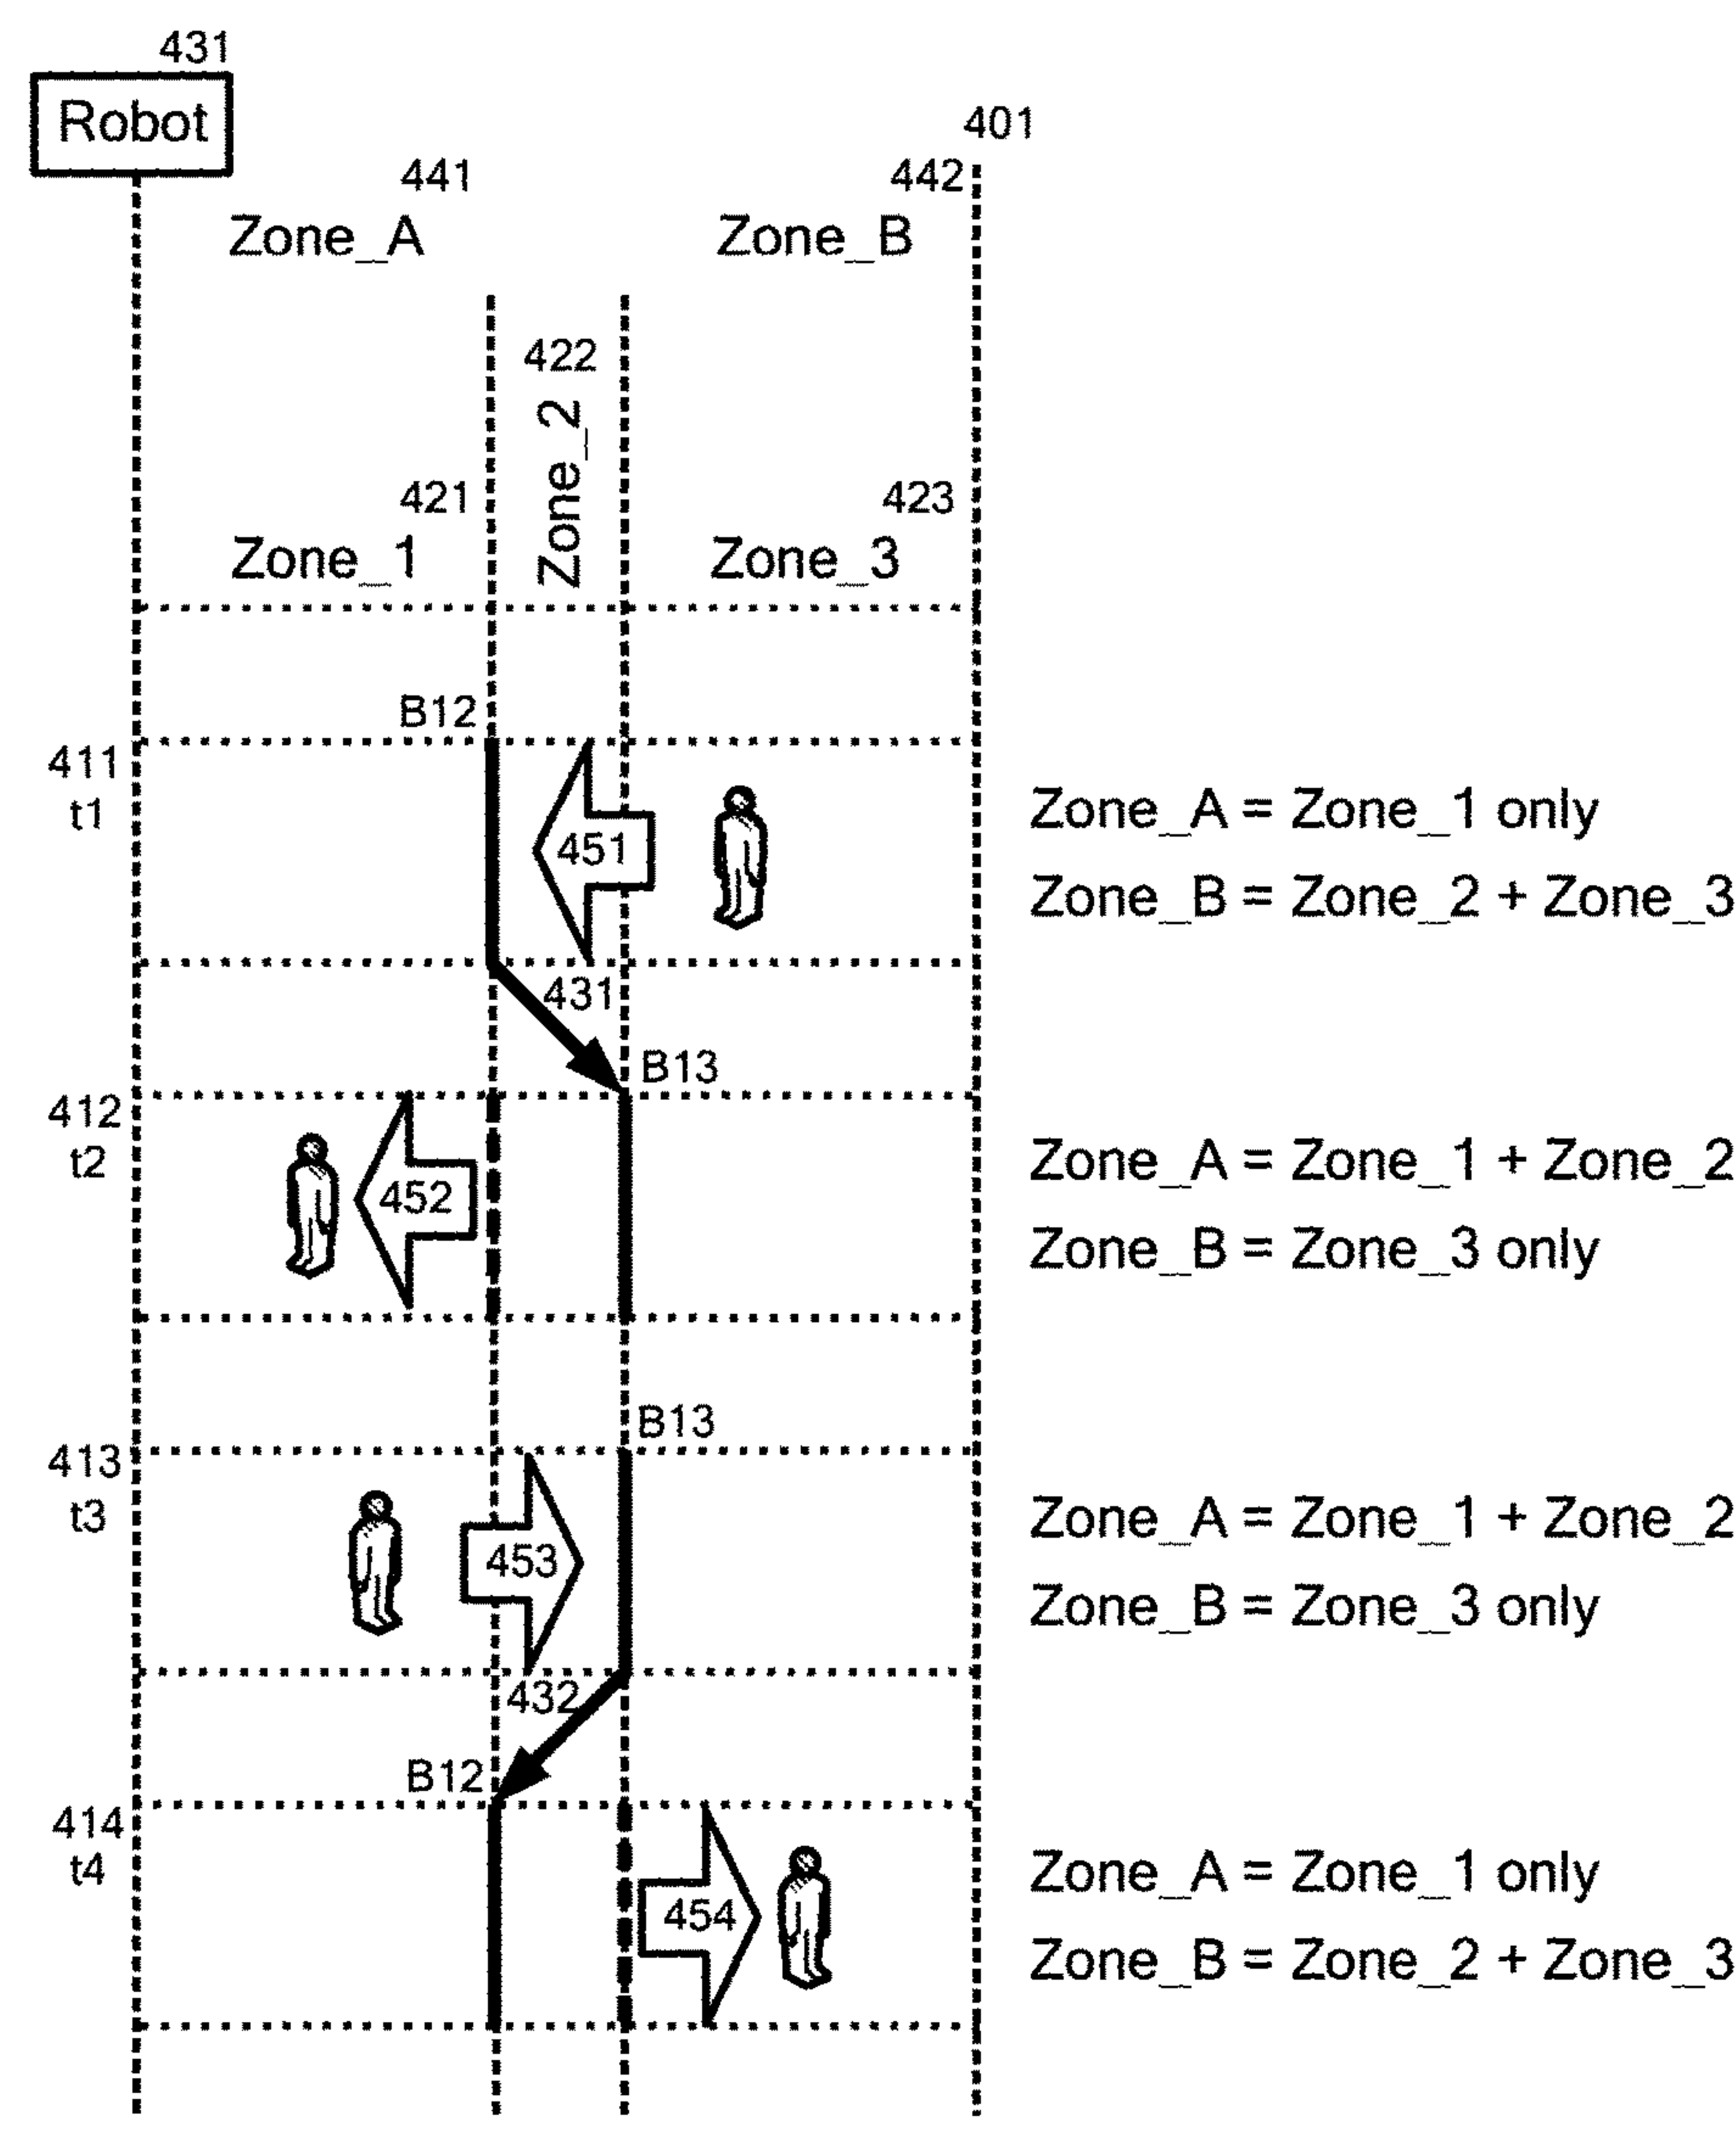 431
Robot
401
441
442
Zone_A
Zone_B
422
Zone_2
421
423
Zone_1
Zone_3
B12
411
t1
451
Zone_A = Zone_1 only
Zone_B = Zone_2 + Zone_3
431
B13
412
t2
452
Zone_A = Zone_1 + Zone_2
Zone_B = Zone_3 only
B13
413
t3
453
Zone_A = Zone_1 + Zone_2
Zone_B = Zone_3 only
432
B12
414
t4
454
Zone_A = Zone_1 only
Zone_B = Zone_2 + Zone_3